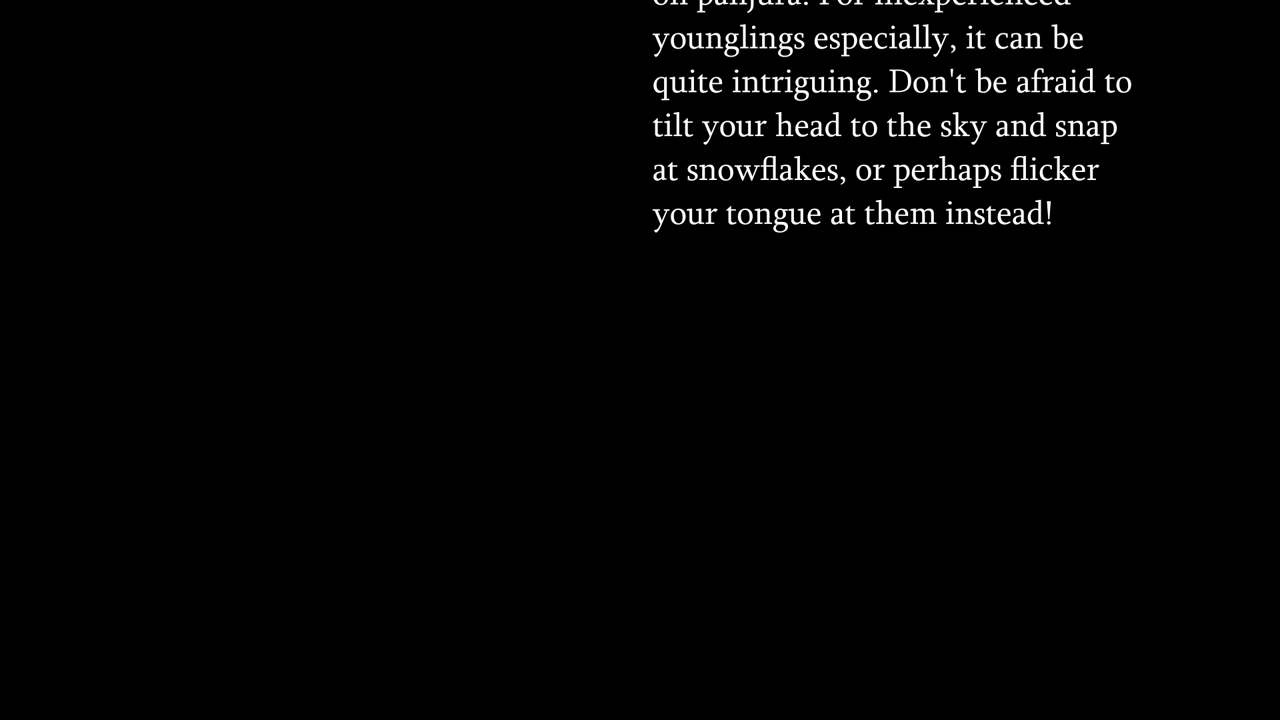 younglings especially, it can be
quite intriguing. Don't be afraid to
tilt your head to the sky and snap
at snowflakes, or perhaps flicker
your tongue at them instead!